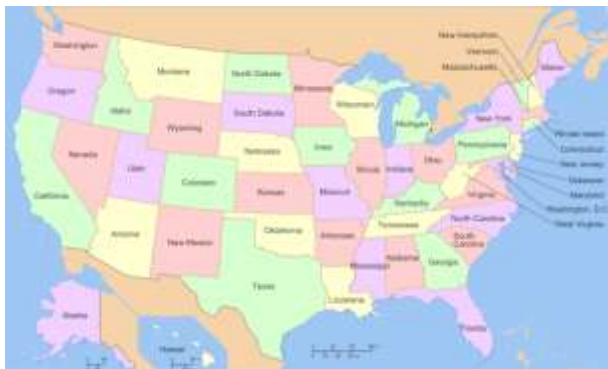 Washington
Montana
North Dakota
Minnesota
Oregon
Idaho
Wyoming
South Dakota
Wisconsin
Michigan
New Hampshire
Vermont
Massachusetts
Maine
New York
Rhode Island
Connecticut
New Jersey
Delaware
Maryland
Washington, D.C.
West Virginia
Pennsylvania
Nevada
Utah
Colorado
Nebraska
Iowa
Illinois
Indiana
Ohio
California
Kansas
Missouri
Kentucky
Virginia
Arizona
New Mexico
Oklahoma
Arkansas
Tennessee
North Carolina
South
Carolina
Texas
Louisiana
Mississippi
Alabama
Georgia
Florida
Alaska
Hawaii